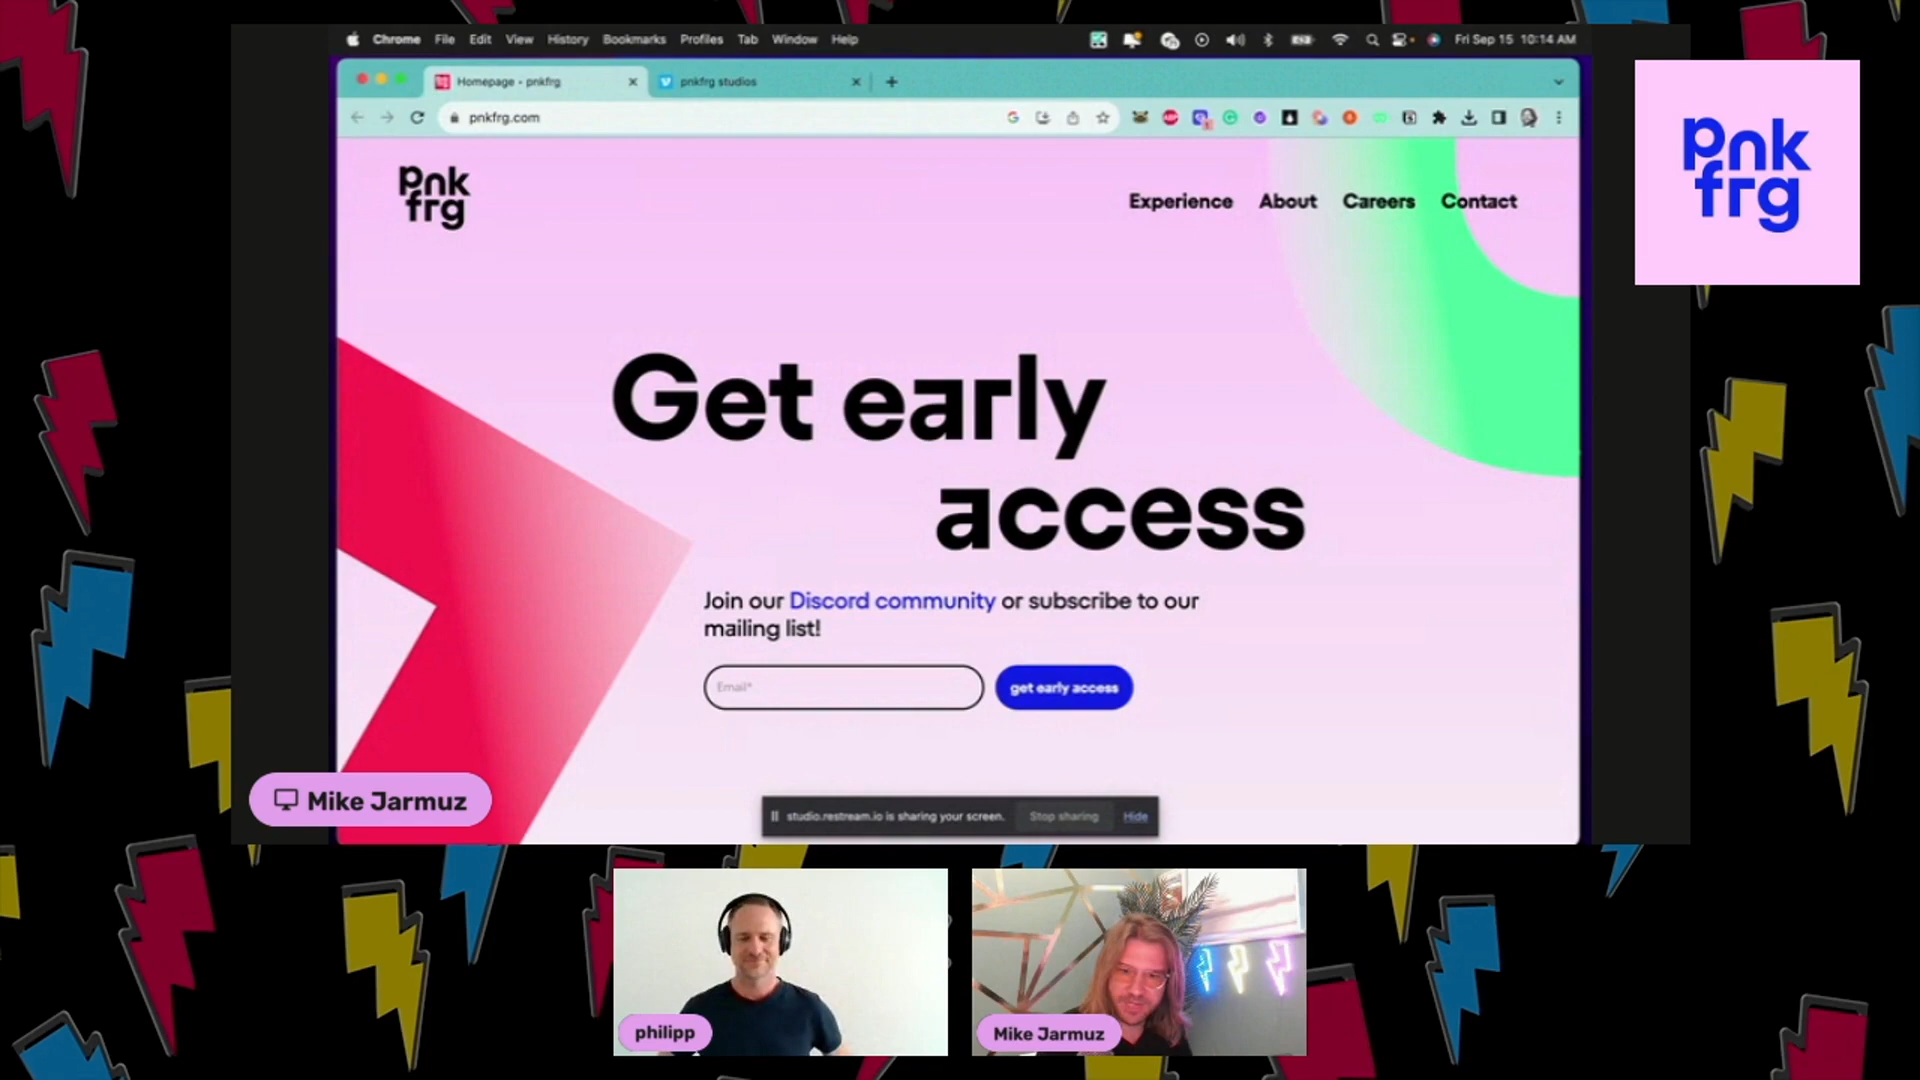 Chrome File Edit View History Bookmarks Profiles Tab Window Help
Fri Sep 15 10:14 AM
Homepage - pnkfrg
pnkfrg studios
pnkfrg.com
pnk
frg
Experience About Careers Contact
pnk
frg
Get early
access
Join our Discord community or subscribe to our
mailing list!
Email*
get early access
studio.restream.io is sharing your screen. Stop sharing Hide
Mike Jarmuz
philipp
Mike Jarmuz